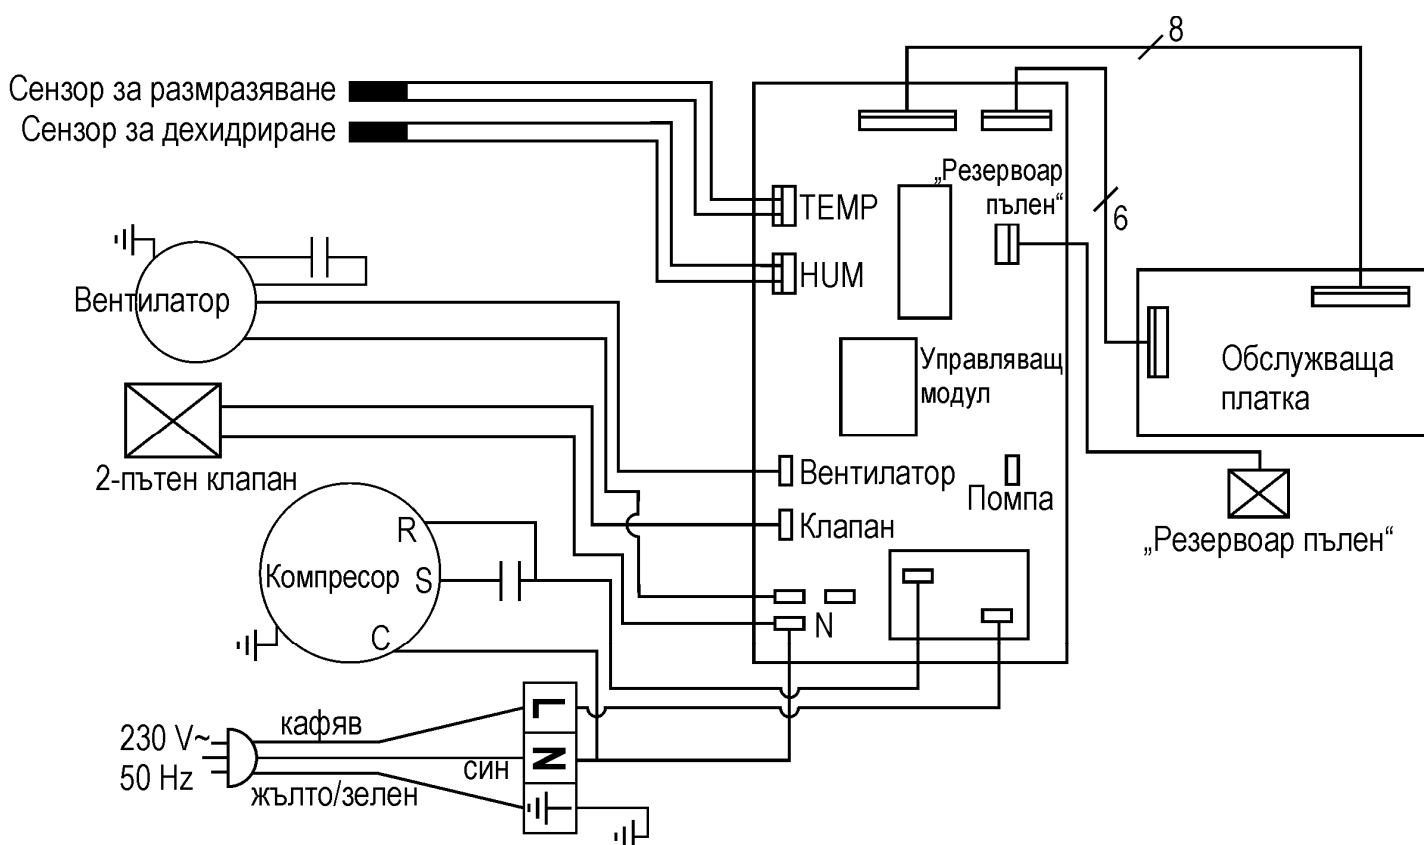 8
Сензор за размразяване
Сензор за дехидриране
„Резервоар
пълен“
TEMP
6
HUM
Вентилатор
Управляващ
модул
Обслужваща
платка
2-пътен клапан
Вентилатор
Помпа
R
Клапан
„Резервоар пълен“
Компресор
S
N
C
L
кафяв
230 V~
N
син
50 Hz
жълто/зелен